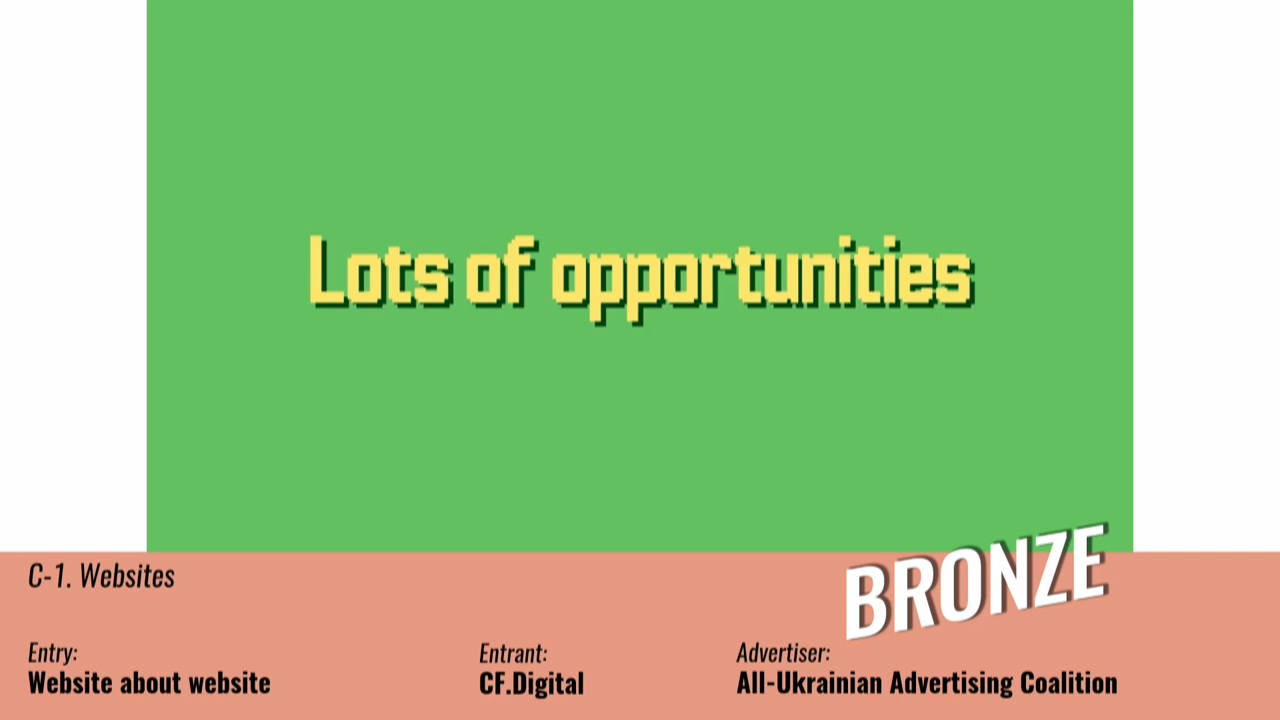 Lots of opportunities
BRONZE
C-1. Websites
Entry:
Website about website
Entrant:
CF.Digital
Advertiser:
All-Ukrainian Advertising Coalition